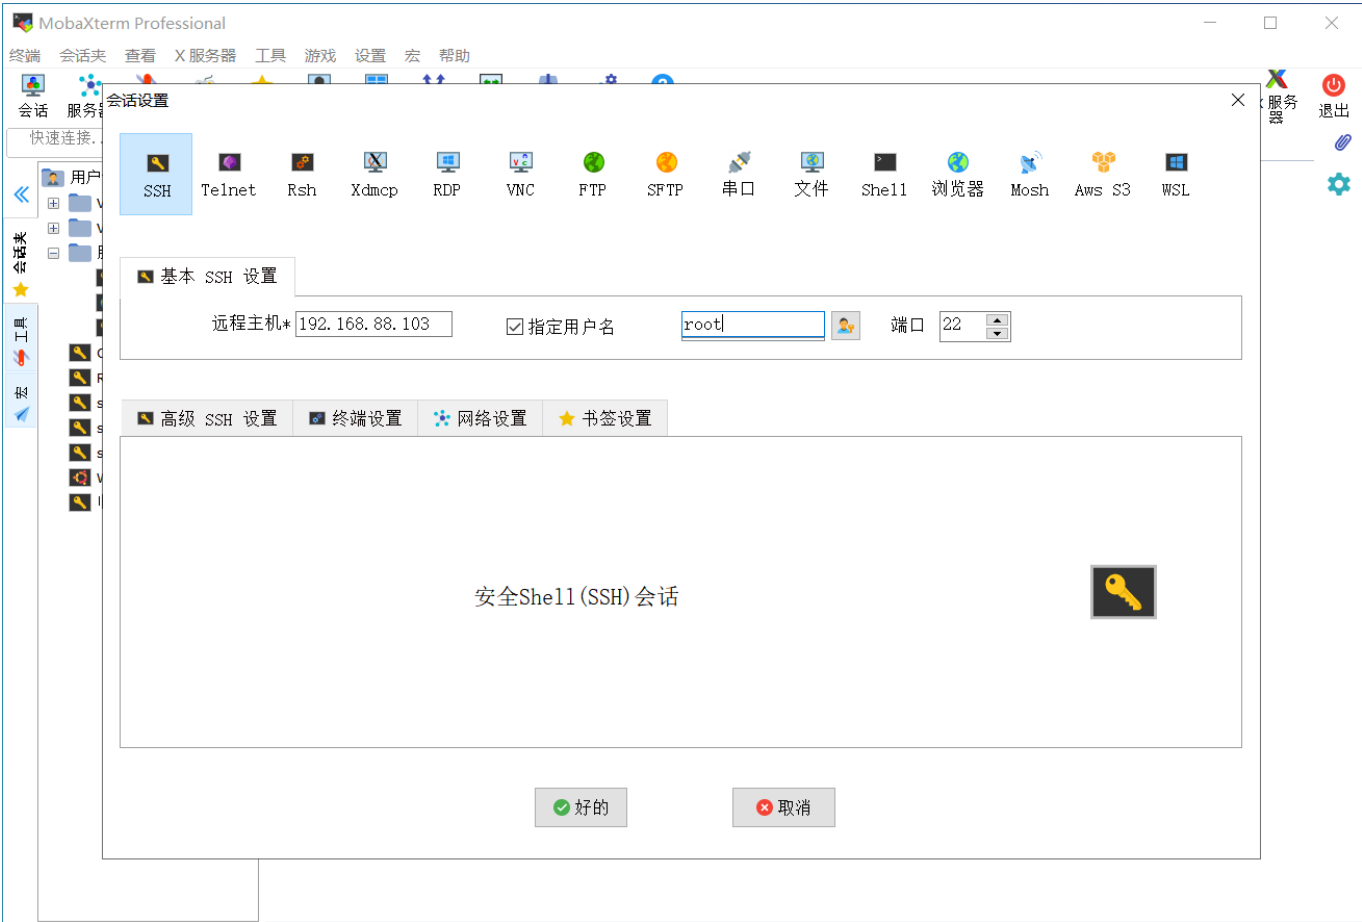 MobaXterm Professional
终端 会话夹 查看 X 服务器 工具 游戏 设置 宏 帮助
会话 服务
服务器
退出
会话设置
快速连接..
用户
会话夹
工具
宏
SSH Telnet Rsh Xdmcp RDP VNC FTP SFTP 串口 文件 Shell 浏览器 Mosh Aws S3 WSL
基本 SSH 设置
远程主机* 192.168.88.103 指定用户名 root 端口 22
高级 SSH 设置 终端设置 网络设置 书签设置
安全Shell(SSH)会话
好的 取消